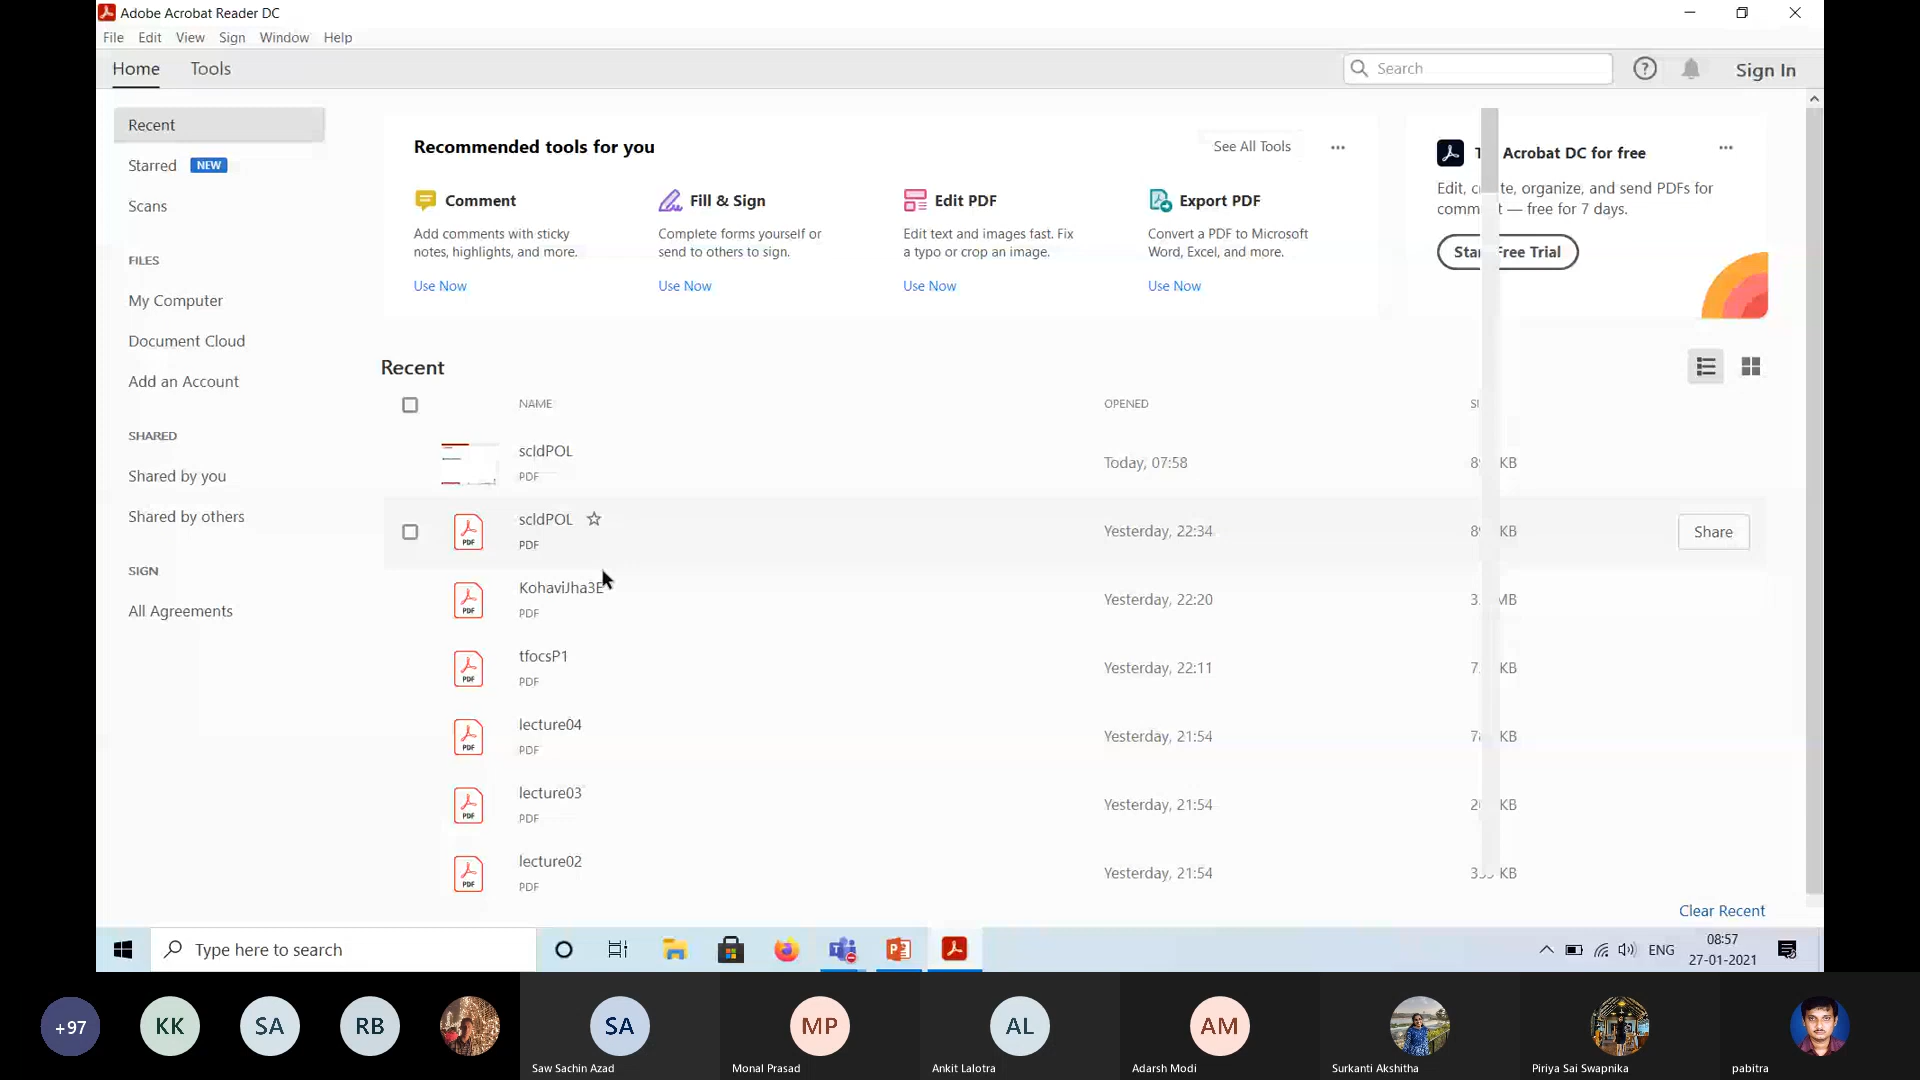 Adobe Acrobat Reader DC
File Edit View Sign Window Help
Home Tools
Search
Sign In
Recent
Starred NEW
Scans
FILES
My Computer
Document Cloud
Add an Account
SHARED
Shared by you
Shared by others
SIGN
All Agreements
Recommended tools for you
See All Tools
Comment
Add comments with sticky
notes, highlights, and more.
Use Now
Fill & Sign
Complete forms yourself or
send to others to sign.
Use Now
Edit PDF
Edit text and images fast. Fix
a typo or crop an image.
Use Now
Export PDF
Convert a PDF to Microsoft
Word, Excel, and more.
Use Now
Acrobat DC for free
Edit, organize, and send PDFs for
— free for 7 days.
Free Trial
Recent
NAME OPENED
scldPOL
PDF
Today, 07:58
KB
scldPOL
PDF
Yesterday, 22:34
KB
Share
KohaviJha3E
PDF
Yesterday, 22:20
MB
tfocsP1
PDF
Yesterday, 22:11
KB
lecture04
PDF
Yesterday, 21:54
KB
lecture03
PDF
Yesterday, 21:54
KB
lecture02
PDF
Yesterday, 21:54
KB
Clear Recent
Type here to search
ENG
08:57
27-01-2021
+97
KK
SA
RB
SA
Saw Sachin Azad
MP
Monal Prasad
AL
Ankit Lalotra
AM
Adarsh Modi
Surkanti Akshitha
Piriya Sai Swapnika
pabitra